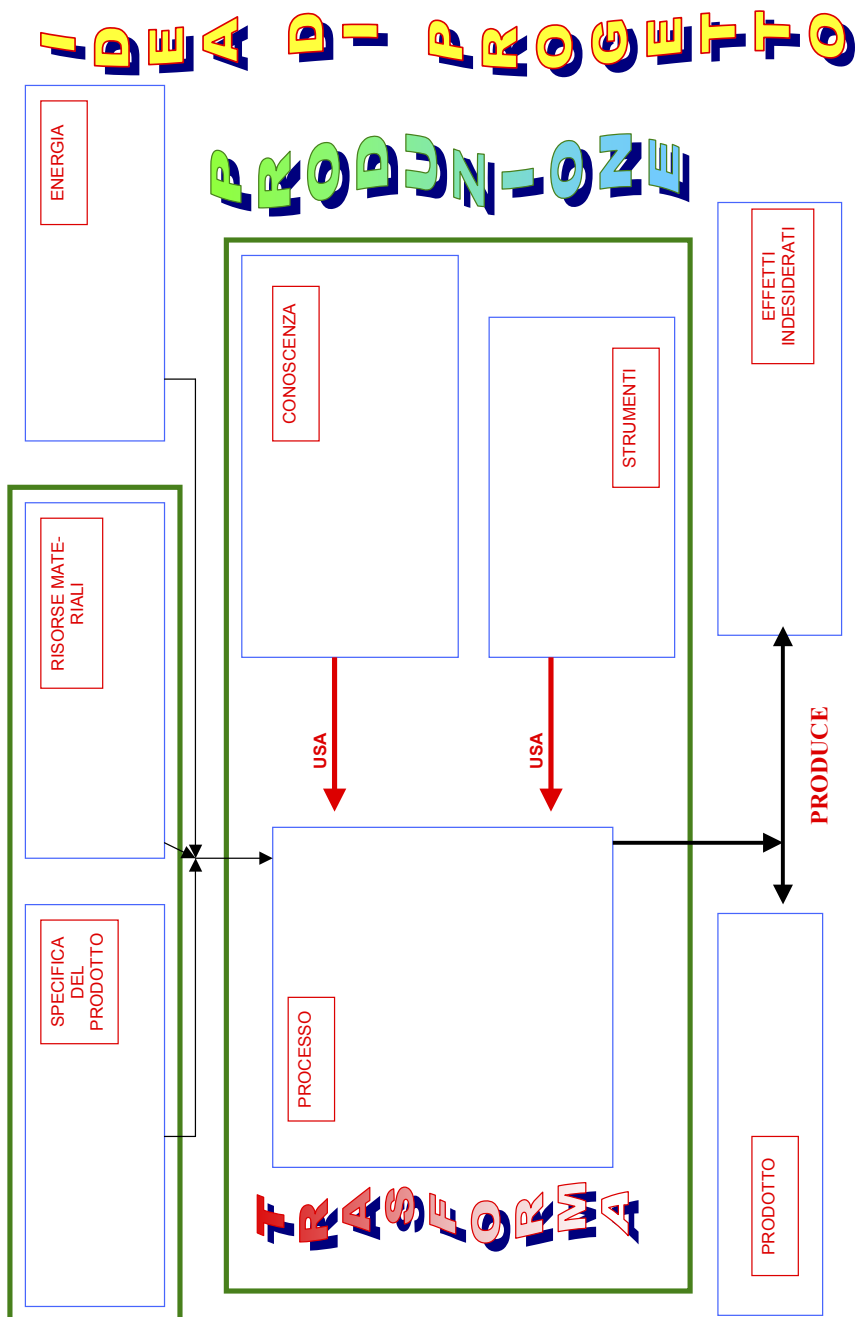 IDEA DI PROGETTO
PRODUZIONE
ENERGIA
CONOSCENZA
STRUMENTI
EFFETTI
INDESIDERATI
RISORSE MATE-
RIALI
USA
USA
PRODUCE
SPECIFICA
DEL
PRODOTTO
PROCESSO
PRODOTTO
TRASFORMA